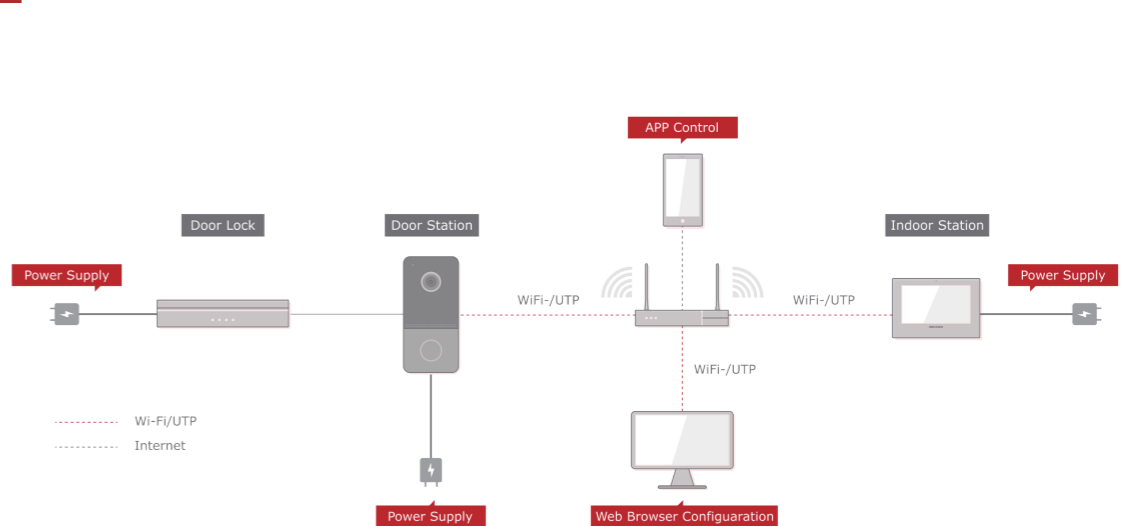 APP Control
Door Lock
Door Station
Indoor Station
Power Supply
Power Supply
WiFi-/UTP
WiFi-/UTP
WiFi-/UTP
Wi-Fi/UTP
Internet
Power Supply
Web Browser Configuaration